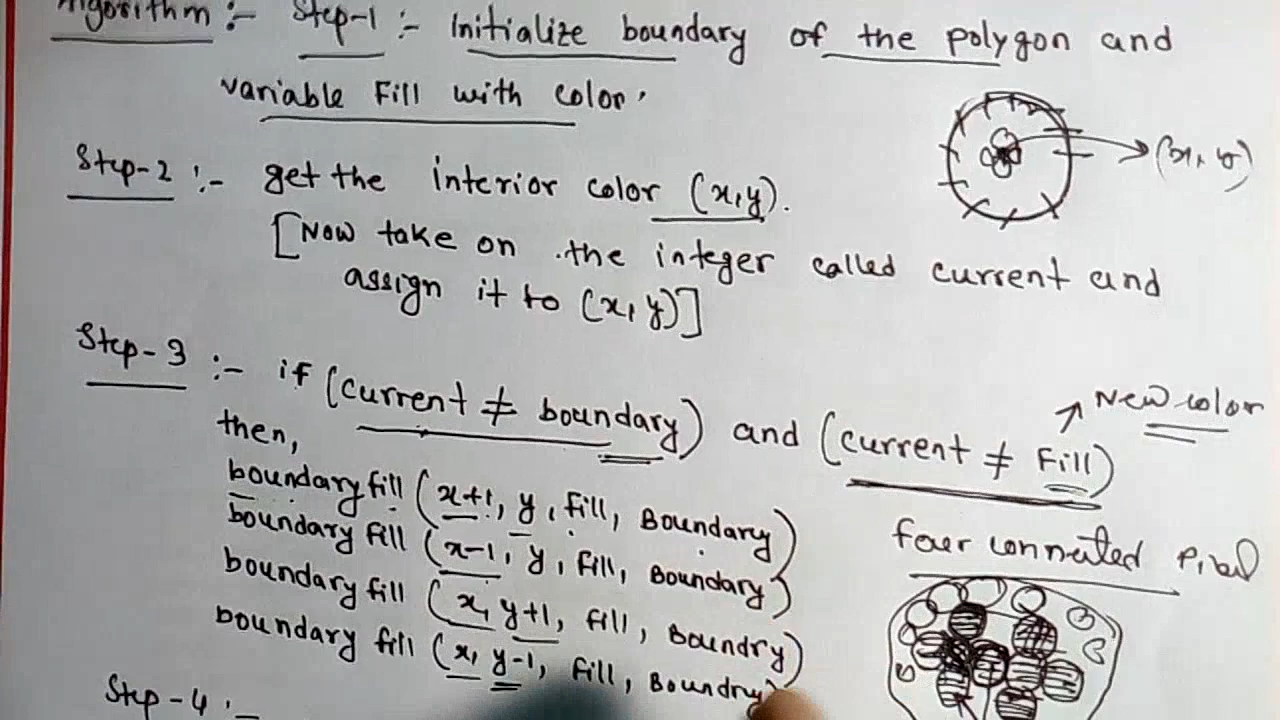 Algorithm :- Step-1 :- Initialize boundary of the polygon and
variable Fill with color.
(x, y)
Step-2 :- get the interior color (x,y).
[Now take on the integer called current and
assign it to (x, y)]
Step-3 :- if (current ≠ boundary) and (current ≠ Fill)
New color
then,
boundary fill (x+1, y, fill, Boundary)
boundary fill (x-1, y, fill, Boundary)
boundary fill (x, y+1, fill, Boundry)
boundary fill (x, y-1, fill, Boundry)
Four connected Pixel
Step-4 :-